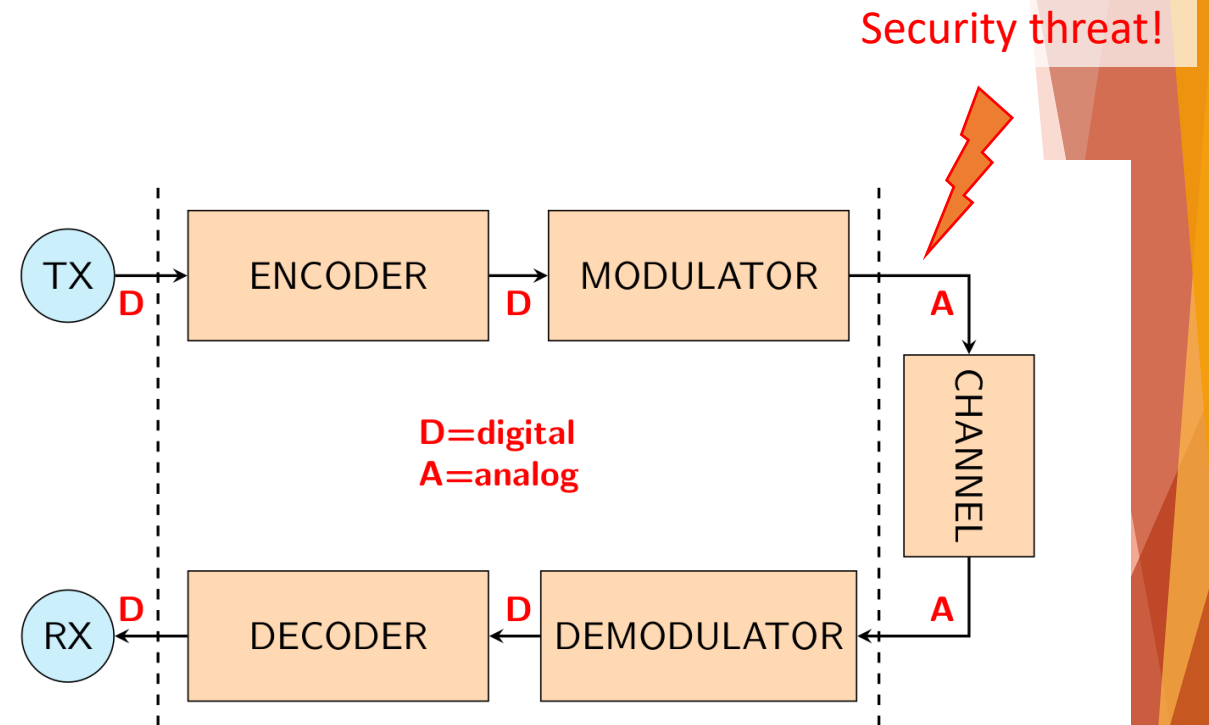 Security threat!
TX
D
ENCODER
D
MODULATOR
A
CHANNEL
D=digital
A=analog
RX
D
DECODER
D
DEMODULATOR
A